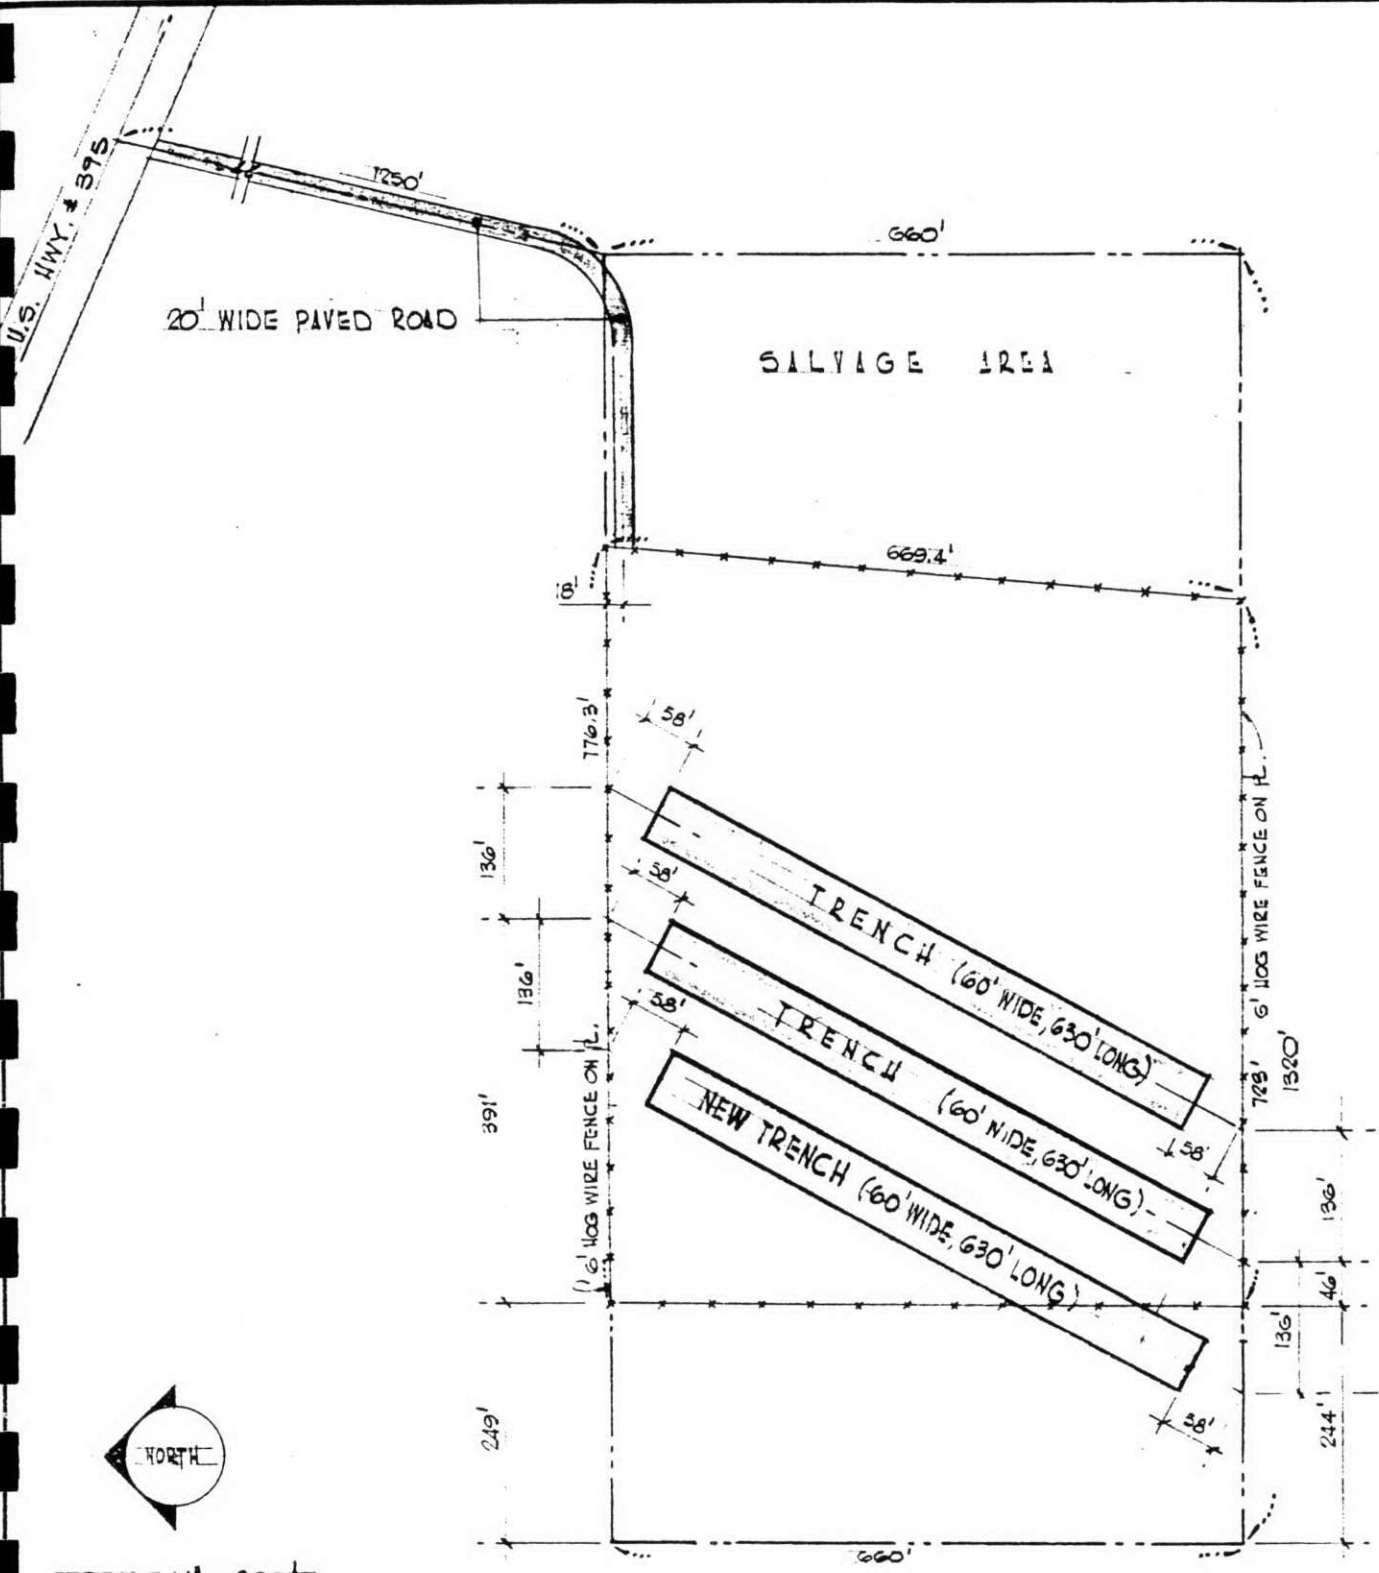 U.S. HWY. # 395
1250'
660'
20' WIDE PAVED ROAD
SALVAGE AREA
669.4'
18'
776.3'
58'
136'
58'
TRENCH (60' WIDE, 630' LONG)
6' HOG WIRE FENCE ON PL.
136'
58'
TRENCH (60' WIDE, 630' LONG)
728'
1320'
391'
6' HOG WIRE FENCE ON PL.
NEW TRENCH (60' WIDE, 630' LONG)
58'
136'
46'
136'
58'
249'
244'
NORTH
660'